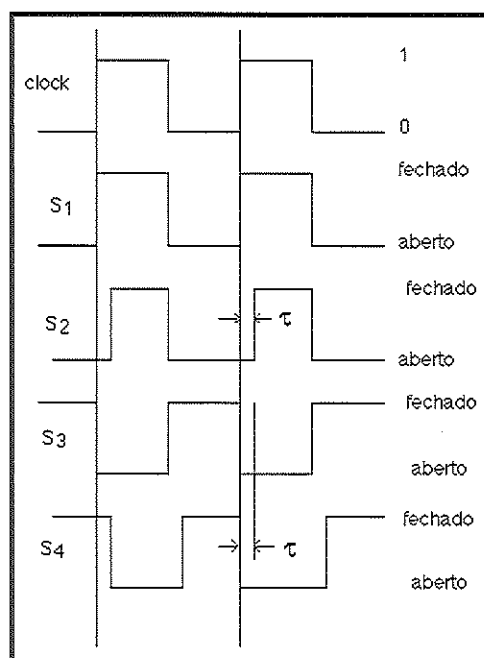 1
clock
0
fechado
S1
aberto
fechado
S2
τ
aberto
fechado
S3
aberto
fechado
S4
τ
aberto